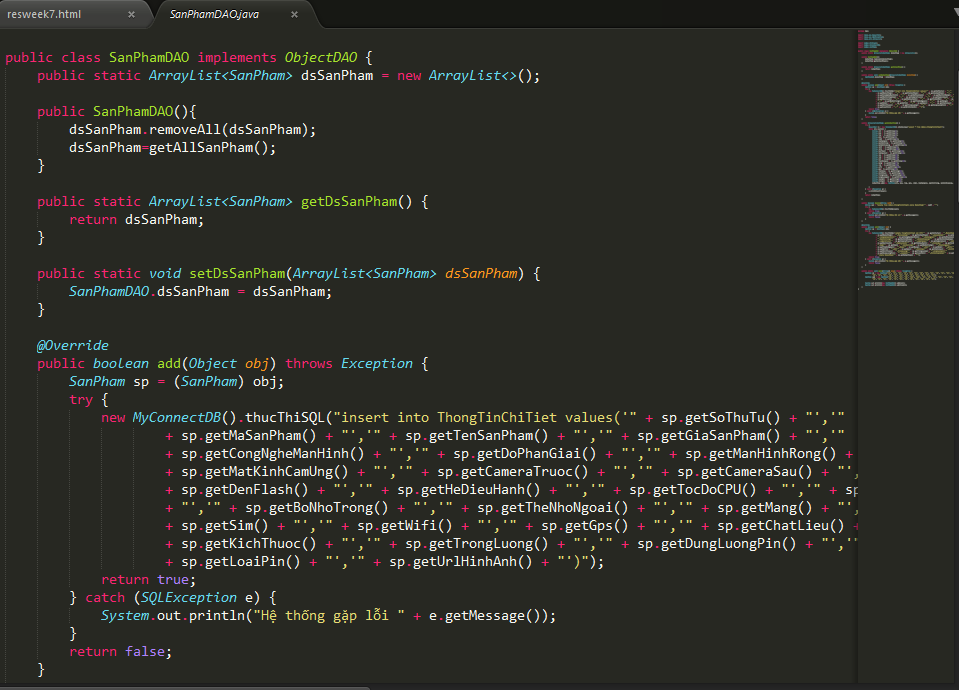 resweek7.html × SanPhamDAO.java ×
public class SanPhamDAO implements ObjectDAO {
public static ArrayList<SanPham> dsSanPham = new ArrayList<>();
public SanPhamDAO(){
dsSanPham.removeAll(dsSanPham);
dsSanPham=getAllSanPham();
}
public static ArrayList<SanPham> getDsSanPham() {
return dsSanPham;
}
public static void setDsSanPham(ArrayList<SanPham> dsSanPham) {
SanPhamDAO.dsSanPham = dsSanPham;
}
@Override
public boolean add(Object obj) throws Exception {
SanPham sp = (SanPham) obj;
try {
new MyConnectDB().thucThiSQL("insert into ThongTinChiTiet values('" + sp.getSoThuTu() + "','"
+ sp.getMaSanPham() + "','" + sp.getTenSanPham() + "','" + sp.getGiaSanPham() + "','"
+ sp.getCongNgheManHinh() + "','" + sp.getDoPhanGiai() + "','" + sp.getManHinhRong() +
+ sp.getMatKinhCamUng() + "','" + sp.getCameraTruoc() + "','" + sp.getCameraSau() + "',
+ sp.getDenFlash() + "','" + sp.getHeDieuHanh() + "','" + sp.getTocDoCPU() + "','" + sp
+ "','" + sp.getBoNhoTrong() + "','" + sp.getTheNhoNgoai() + "','" + sp.getMang() + "',
+ sp.getSim() + "','" + sp.getWifi() + "','" + sp.getGps() + "','" + sp.getChatLieu() +
+ sp.getKichThuoc() + "','" + sp.getTrongLuong() + "','" + sp.getDungLuongPin() + "','"
+ sp.getLoaiPin() + "','" + sp.getUrlHinhAnh() + "')");
return true;
} catch (SQLException e) {
System.out.println("Hệ thống gặp lỗi " + e.getMessage());
}
return false;
}